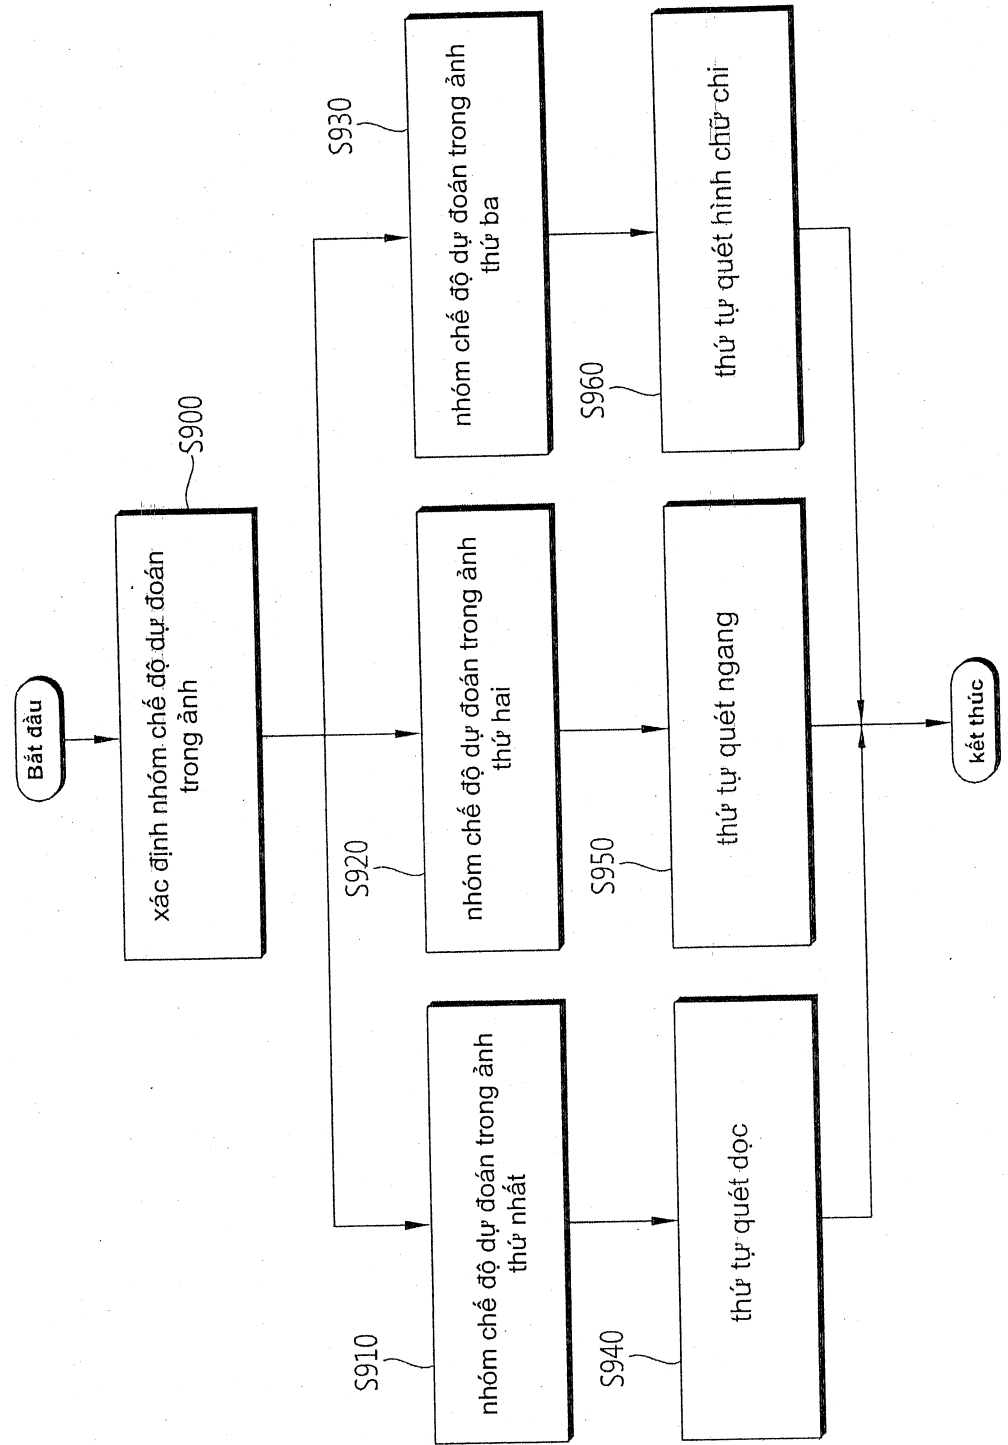 Bắt đầu
S900
xác định nhóm chế độ dự đoán
trong ảnh
S910
nhóm chế độ dự đoán trong ảnh
thứ nhất
S920
nhóm chế độ dự đoán trong ảnh
thứ hai
S930
nhóm chế độ dự đoán trong ảnh
thứ ba
S940
thứ tự quét dọc
S950
thứ tự quét ngang
S960
thứ tự quét hình chữ chi
kết thúc